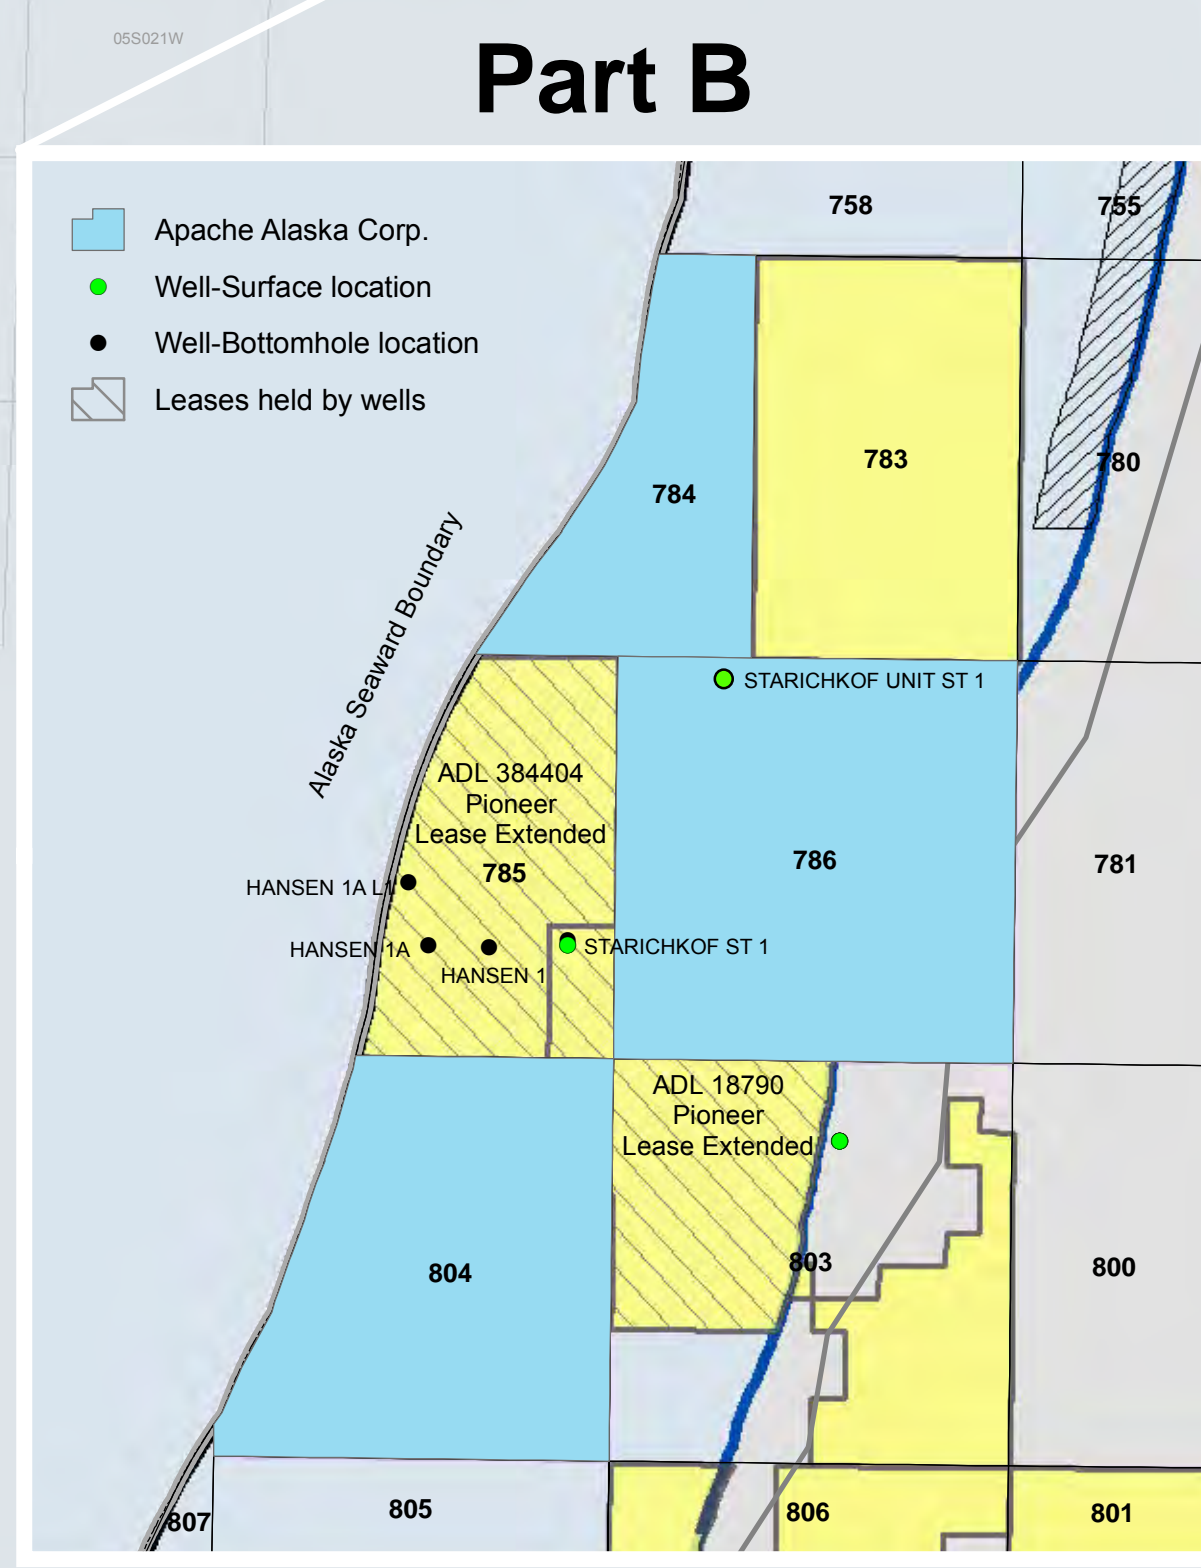 05S021W
Part B
758
755
Apache Alaska Corp.
Well-Surface location
Well-Bottomhole location
Leases held by wells
783
780
784
Alaska Seaward Boundary
STARICHKOF UNIT ST 1
ADL 384404
Pioneer
Lease Extended
785
786
781
HANSEN 1A L1
HANSEN 1A
HANSEN 1
STARICHKOF ST 1
ADL 18790
Pioneer
Lease Extended
803
804
800
807
805
806
801